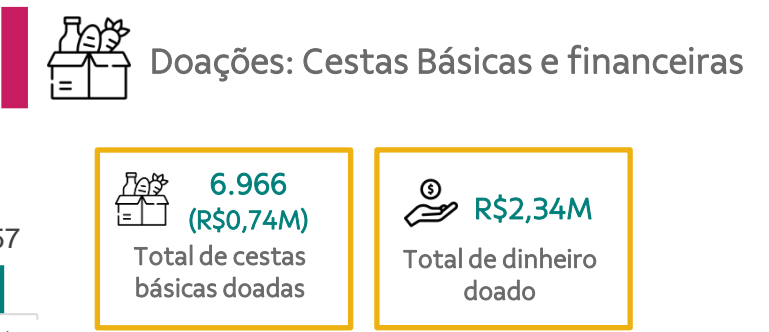 Doações: Cestas Básicas e financeiras
6.966
(R$0,74M)
Total de cestas
básicas doadas
$
R$2,34M
Total de dinheiro
doado